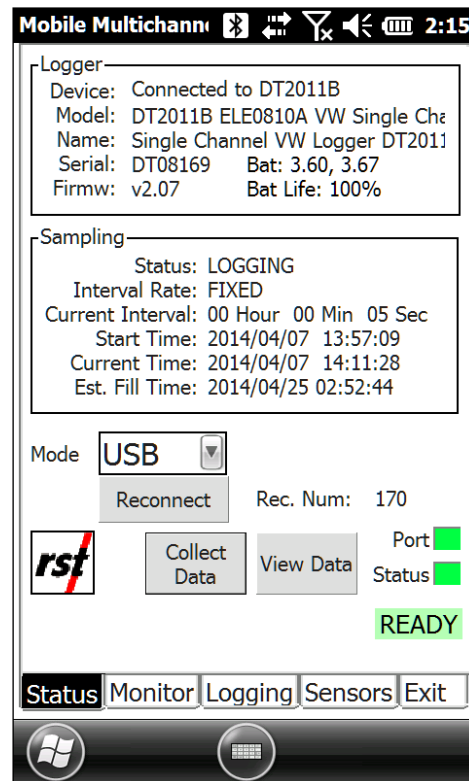 Mobile Multichann 2:15
Logger
Device: Connected to DT2011B
Model: DT2011B ELE0810A VW Single Cha
Name: Single Channel VW Logger DT2011
Serial: DT08169 Bat: 3.60, 3.67
Firmw: v2.07 Bat Life: 100%
Sampling
Status: LOGGING
Interval Rate: FIXED
Current Interval: 00 Hour 00 Min 05 Sec
Start Time: 2014/04/07 13:57:09
Current Time: 2014/04/07 14:11:28
Est. Fill Time: 2014/04/25 02:52:44
Mode USB
Reconnect Rec. Num: 170
rst Collect Data View Data Port
Status
READY
Status Monitor Logging Sensors Exit